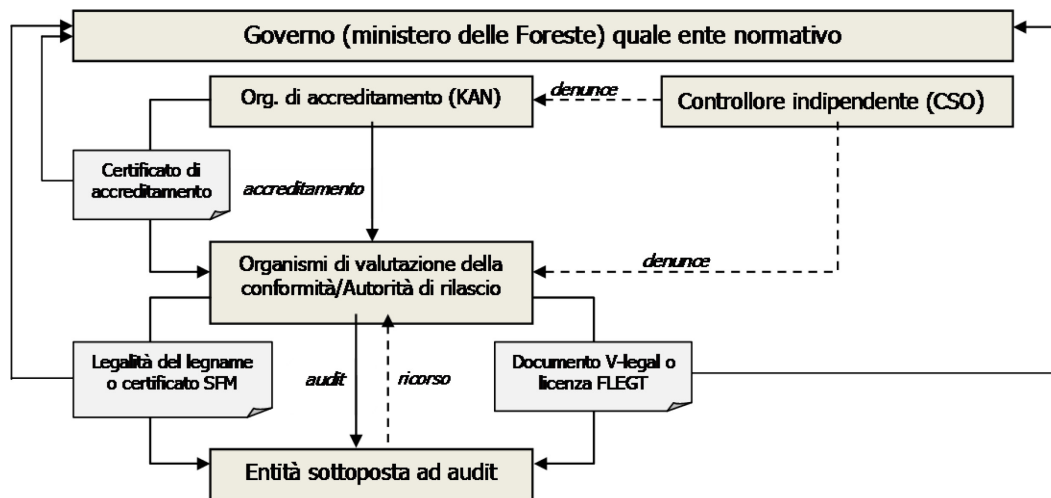 Governo (ministero delle Foreste) quale ente normativo
Org. di accreditamento (KAN)
denunce
Controllore indipendente (CSO)
Certificato di
accreditamento
accreditamento
Organismi di valutazione della
conformità/Autorità di rilascio
denunce
Legalità del legname
o certificato SFM
audit
ricorso
Documento V-legal o
licenza FLEGT
Entità sottoposta ad audit